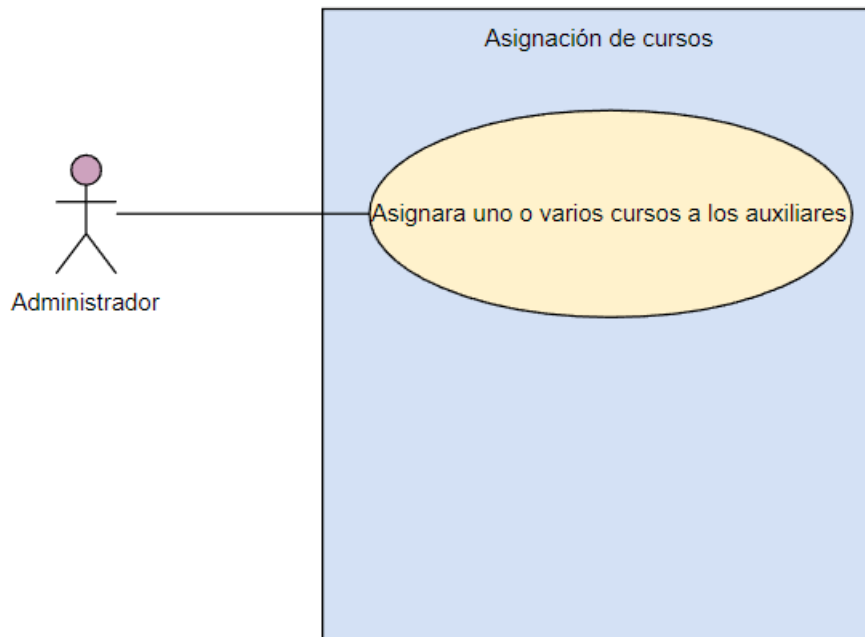 Asignación de cursos
Asignara uno o varios cursos a los auxiliares
Administrador